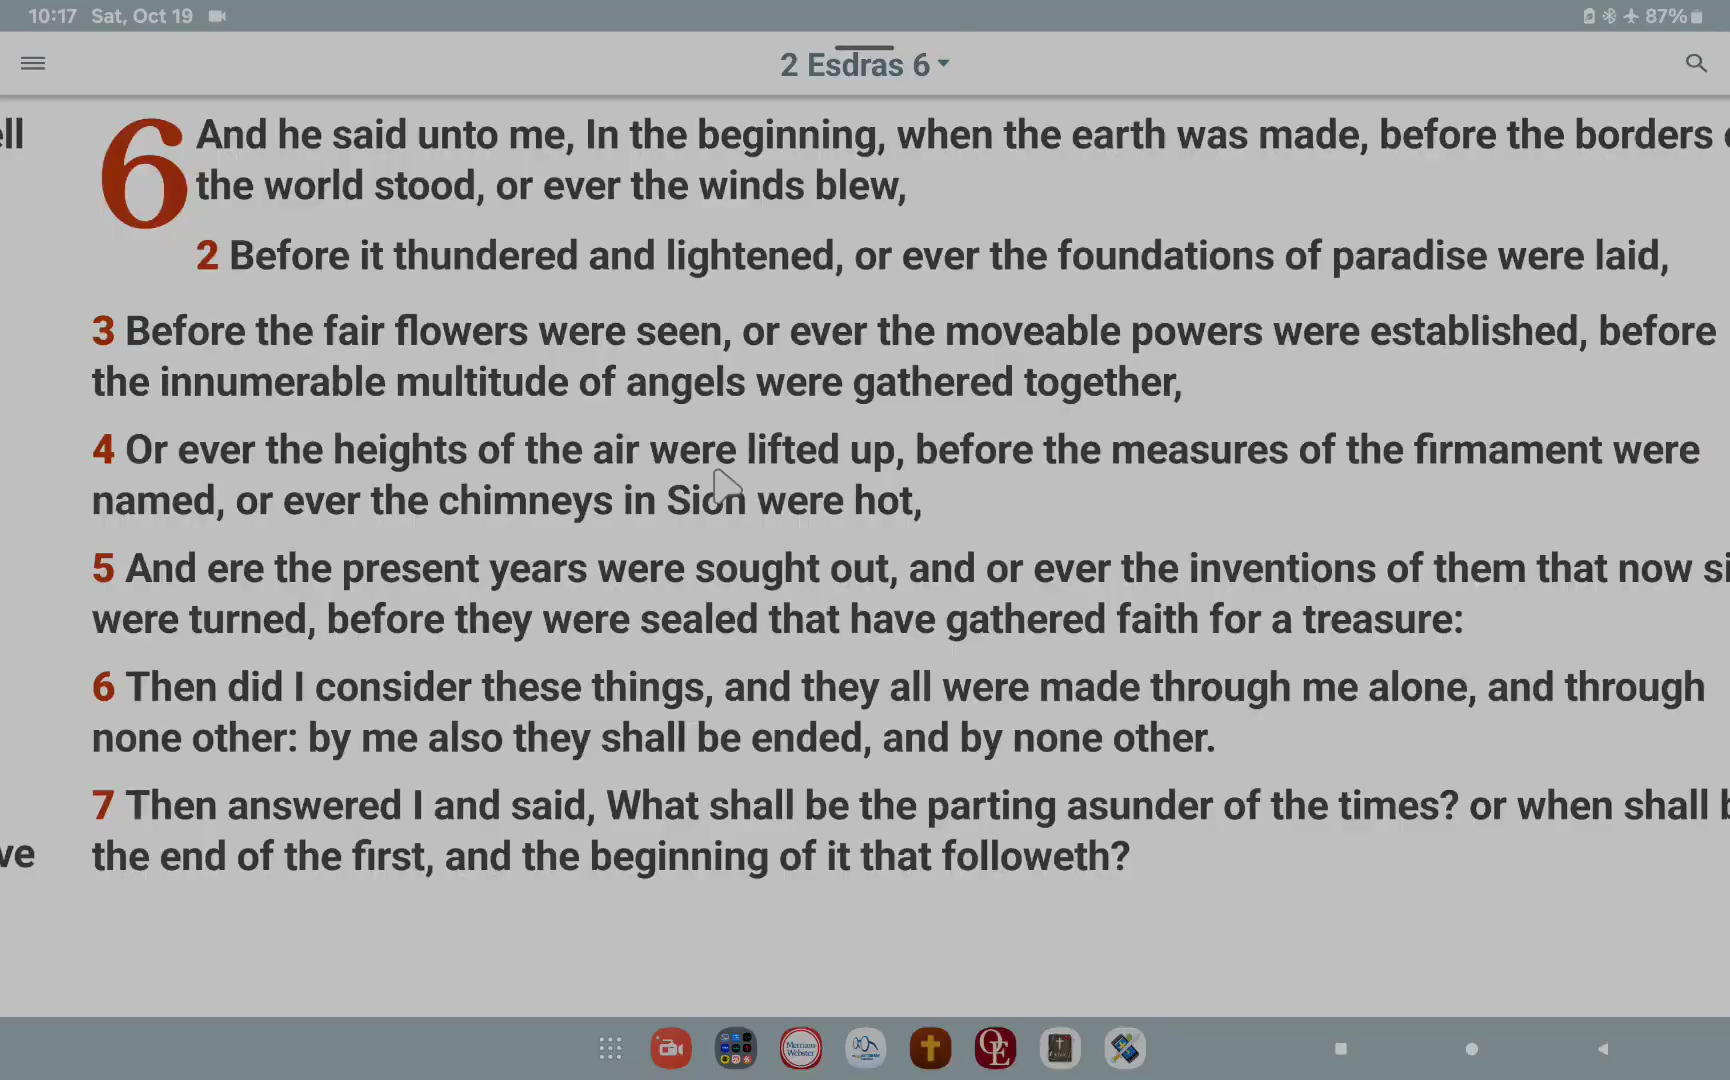 10:17 Sat, Oct 19
87%
2 Esdras 6
ell
6 And he said unto me, In the beginning, when the earth was made, before the borders
the world stood, or ever the winds blew,
2 Before it thundered and lightened, or ever the foundations of paradise were laid,
3 Before the fair flowers were seen, or ever the moveable powers were established, before
the innumerable multitude of angels were gathered together,
4 Or ever the heights of the air were lifted up, before the measures of the firmament were
named, or ever the chimneys in Sion were hot,
5 And ere the present years were sought out, and or ever the inventions of them that now si
were turned, before they were sealed that have gathered faith for a treasure:
6 Then did I consider these things, and they all were made through me alone, and through
none other: by me also they shall be ended, and by none other.
7 Then answered I and said, What shall be the parting asunder of the times? or when shall b
ve
the end of the first, and the beginning of it that followeth?
Merriam-
Webster
OE